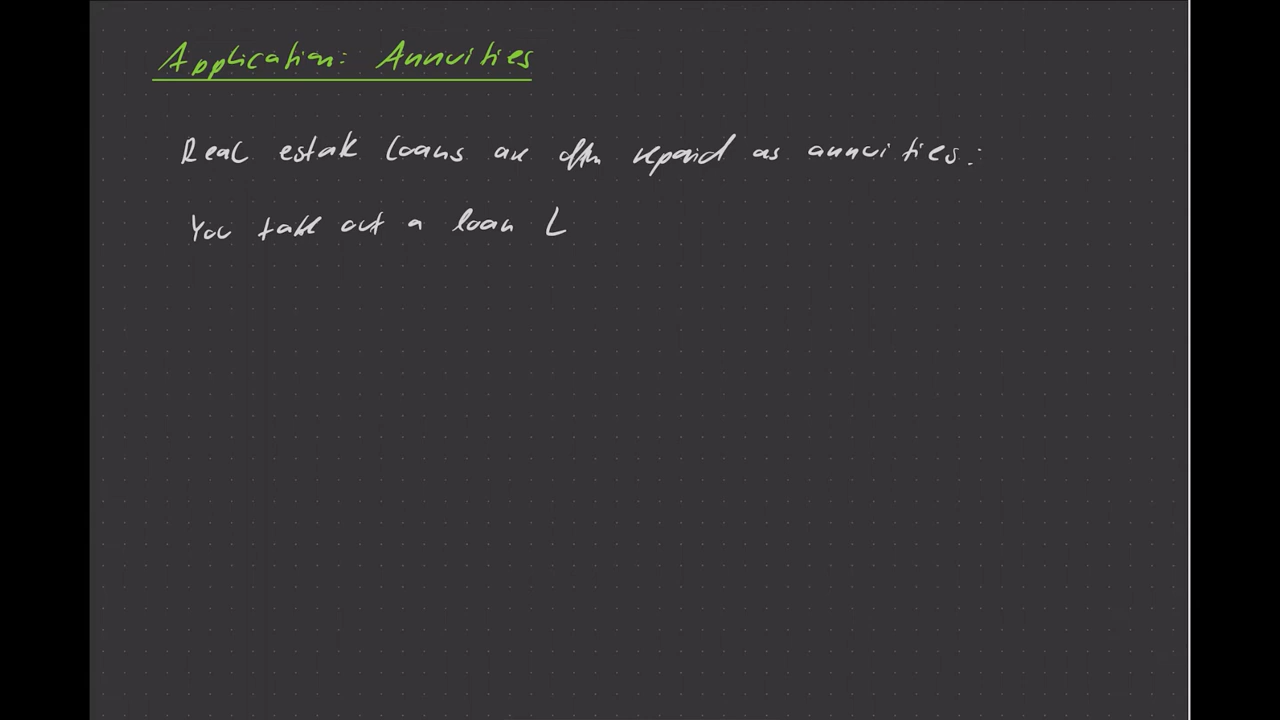 Application: Annuities
Real estate loans are often repaid as annuities:
You take out a loan L